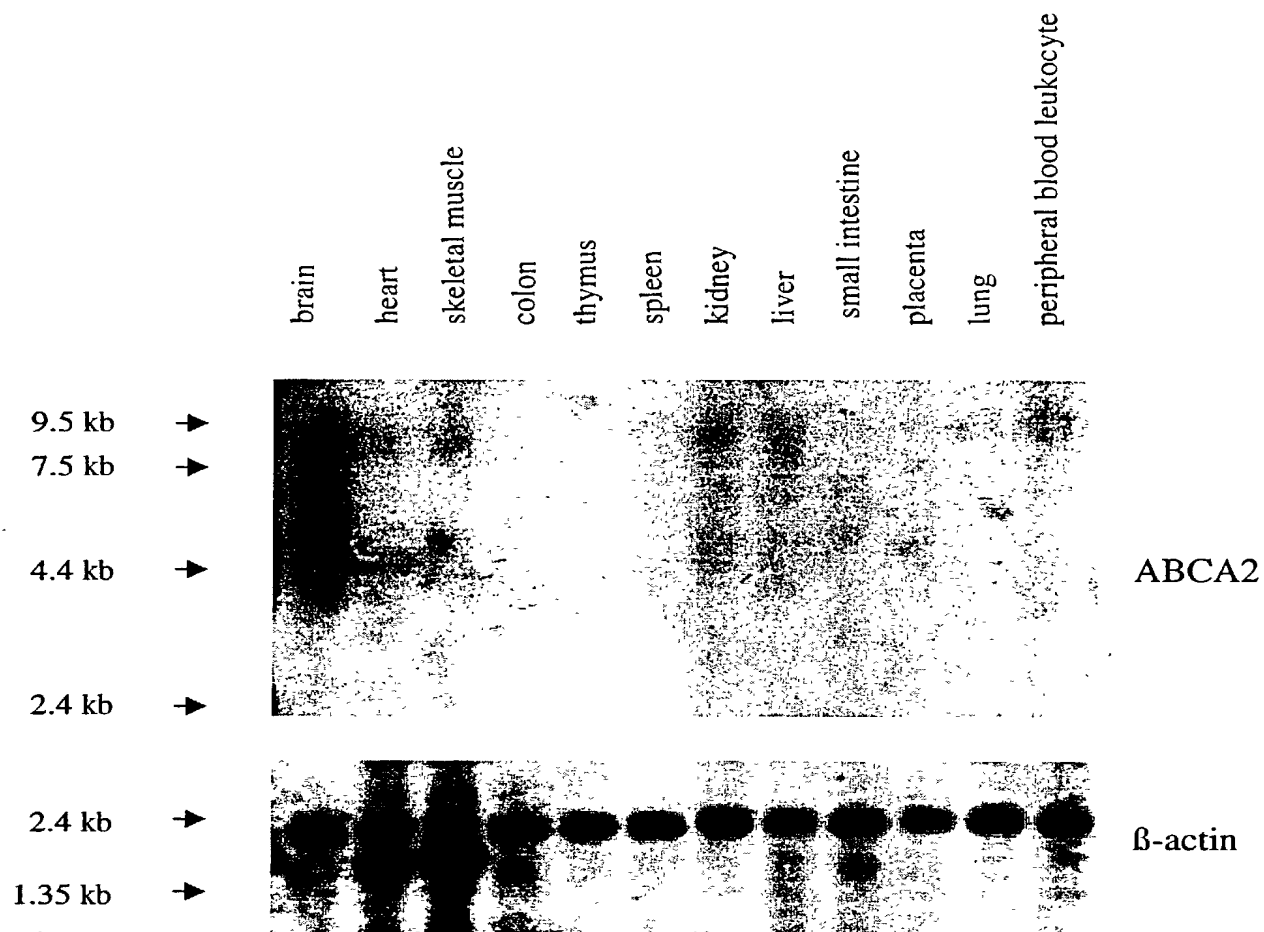 brain
heart
skeletal muscle
colon
thymus
spleen
kidney
liver
small intestine
placenta
lung
peripheral blood leukocyte
9.5 kb
7.5 kb
4.4 kb
ABCA2
2.4 kb
2.4 kb
ß-actin
1.35 kb